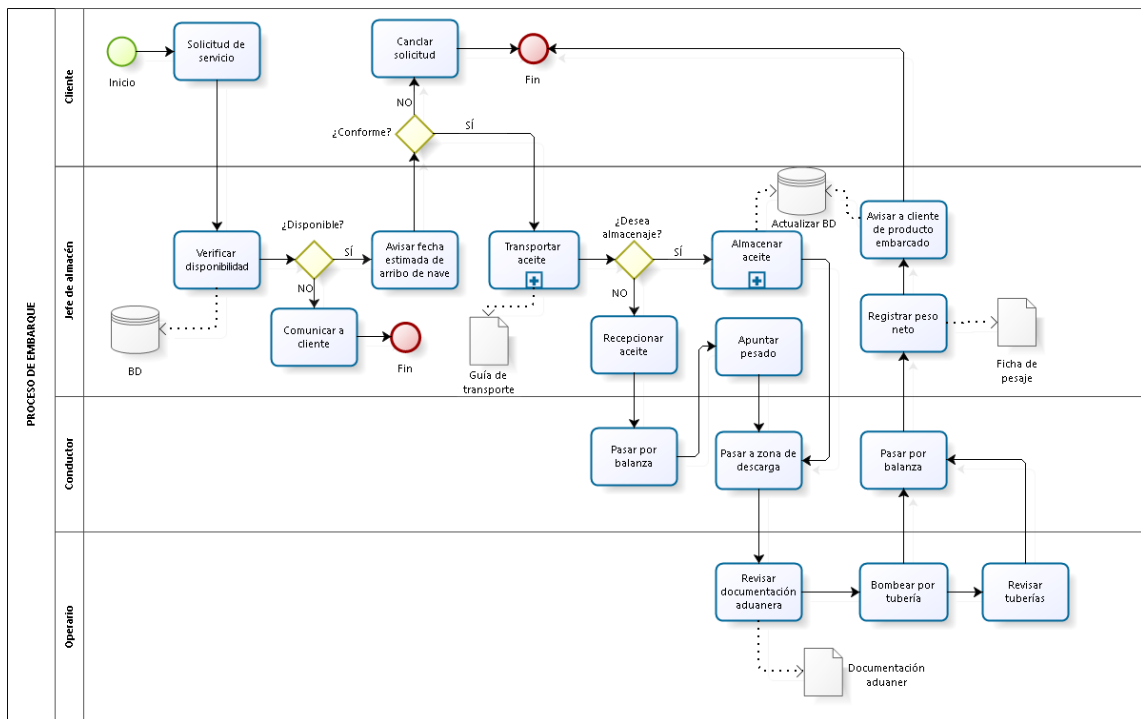 PROCESO DE EMBARQUE
Cliente
Inicio
Solicitud de
servicio
Canclar
solicitud
Fin
NO
¿Conforme?
SÍ
Jefe de almacén
Verificar
disponibilidad
BD
¿Disponible?
SÍ
NO
Comunicar a
cliente
Fin
Avisar fecha
estimada de
arribo de nave
Transportar
aceite
Guía de
transporte
¿Desea
almacenaje?
SÍ
NO
Recepcionar
aceite
Almacenar
aceite
Actualizar BD
Apuntar
pesado
Avisar a cliente
de producto
embarcado
Registrar peso
neto
Ficha de
pesaje
Conductor
Pasar por
balanza
Pasar a zona de
descarga
Pasar por
balanza
Operario
Revisar
documentación
aduanera
Bombear por
tubería
Revisar
tuberías
Documentación
aduaner